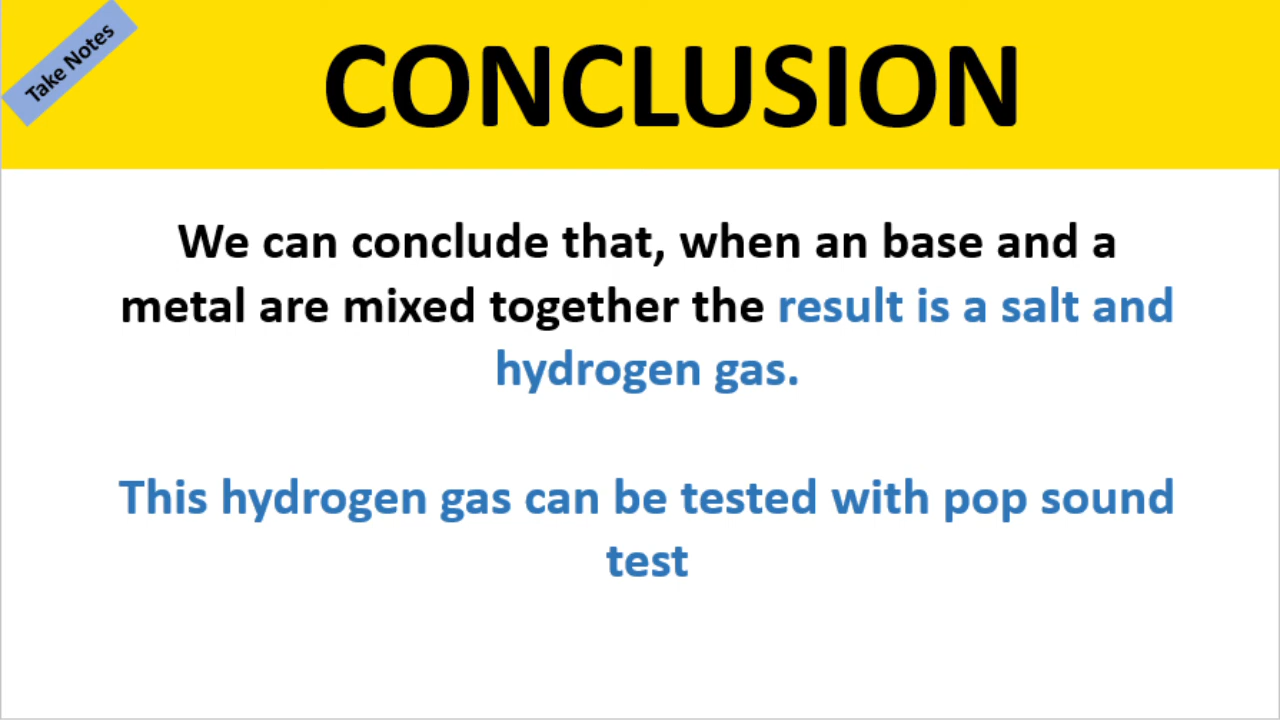 Take Notes
CONCLUSION
We can conclude that, when an base and a
metal are mixed together the result is a salt and
hydrogen gas.
This hydrogen gas can be tested with pop sound
test